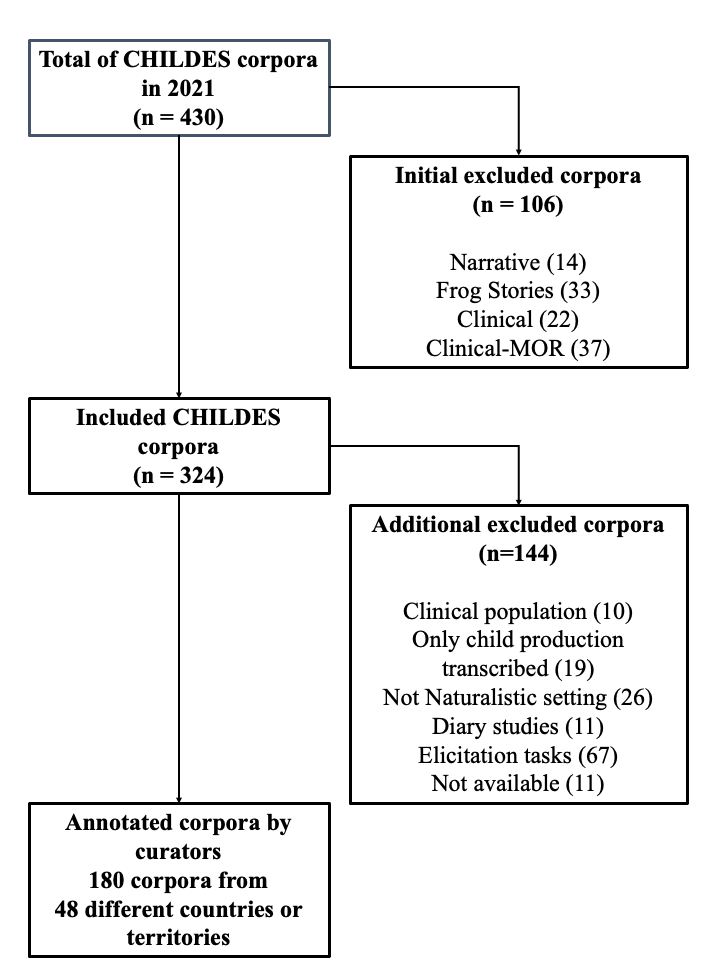 Total of CHILDES corpora
in 2021
(n = 430)
Initial excluded corpora
(n = 106)
Narrative (14)
Frog Stories (33)
Clinical (22)
Clinical-MOR (37)
Included CHILDES
corpora
(n = 324)
Additional excluded corpora
(n=144)
Clinical population (10)
Only child production
transcribed (19)
Not Naturalistic setting (26)
Diary studies (11)
Elicitation tasks (67)
Not available (11)
Annotated corpora by
curators
180 corpora from
48 different countries or
territories